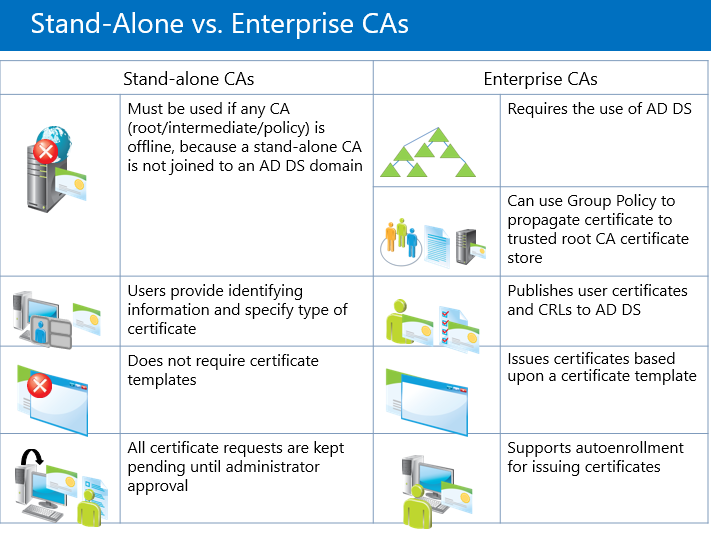 Stand-Alone vs. Enterprise CAs
Stand-alone CAs
Enterprise CAs
Must be used if any CA
(root/intermediate/policy) is
offline, because a stand-alone CA
is not joined to an AD DS domain
Requires the use of AD DS
Can use Group Policy to
propagate certificate to
trusted root CA certificate
store
Users provide identifying
information and specify type of
certificate
Publishes user certificates
and CRLs to AD DS
Does not require certificate
templates
Issues certificates based
upon a certificate template
All certificate requests are kept
pending until administrator
approval
Supports autoenrollment
for issuing certificates